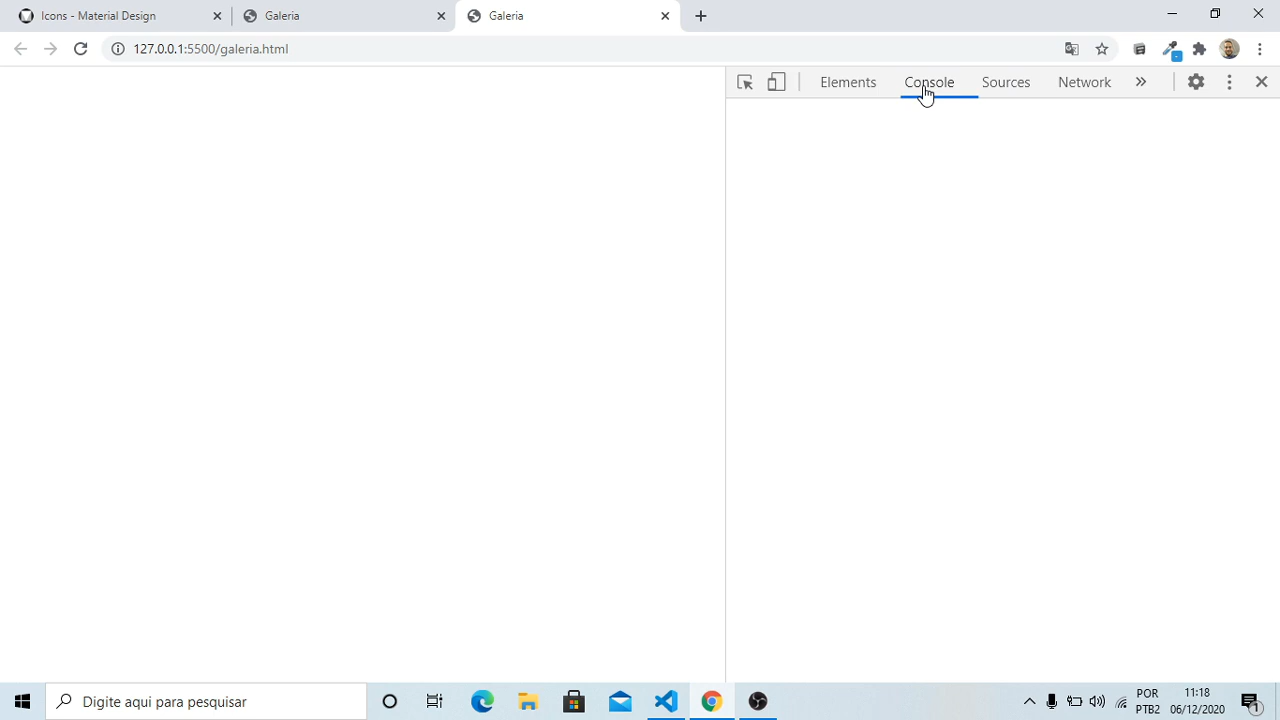 Icons - Material Design
Galeria
Galeria
127.0.0.1:5500/galeria.html
Elements
Console
Sources
Network
Digite aqui para pesquisar
POR
PTB2
11:18
06/12/2020
1